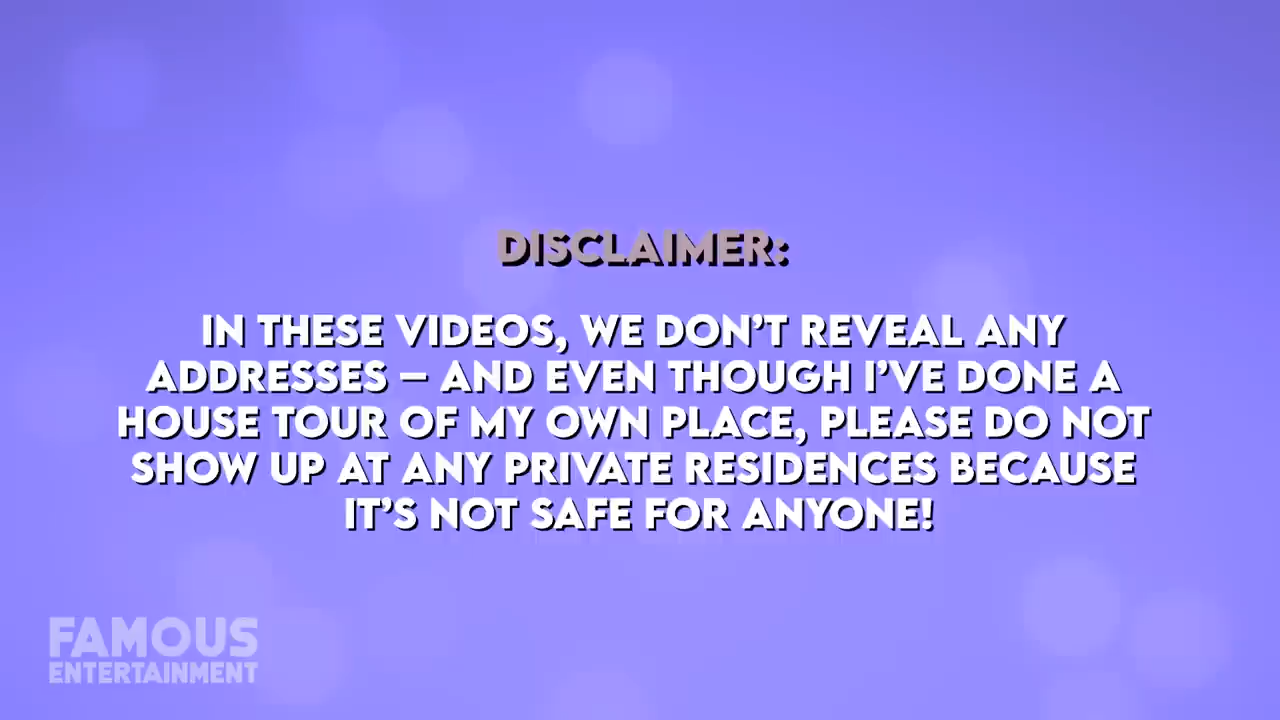 DISCLAIMER:
IN THESE VIDEOS, WE DON'T REVEAL ANY
ADDRESSES – AND EVEN THOUGH I'VE DONE A
HOUSE TOUR OF MY OWN PLACE, PLEASE DO NOT
SHOW UP AT ANY PRIVATE RESIDENCES BECAUSE
IT'S NOT SAFE FOR ANYONE!
FAMOUS
ENTERTAINMENT